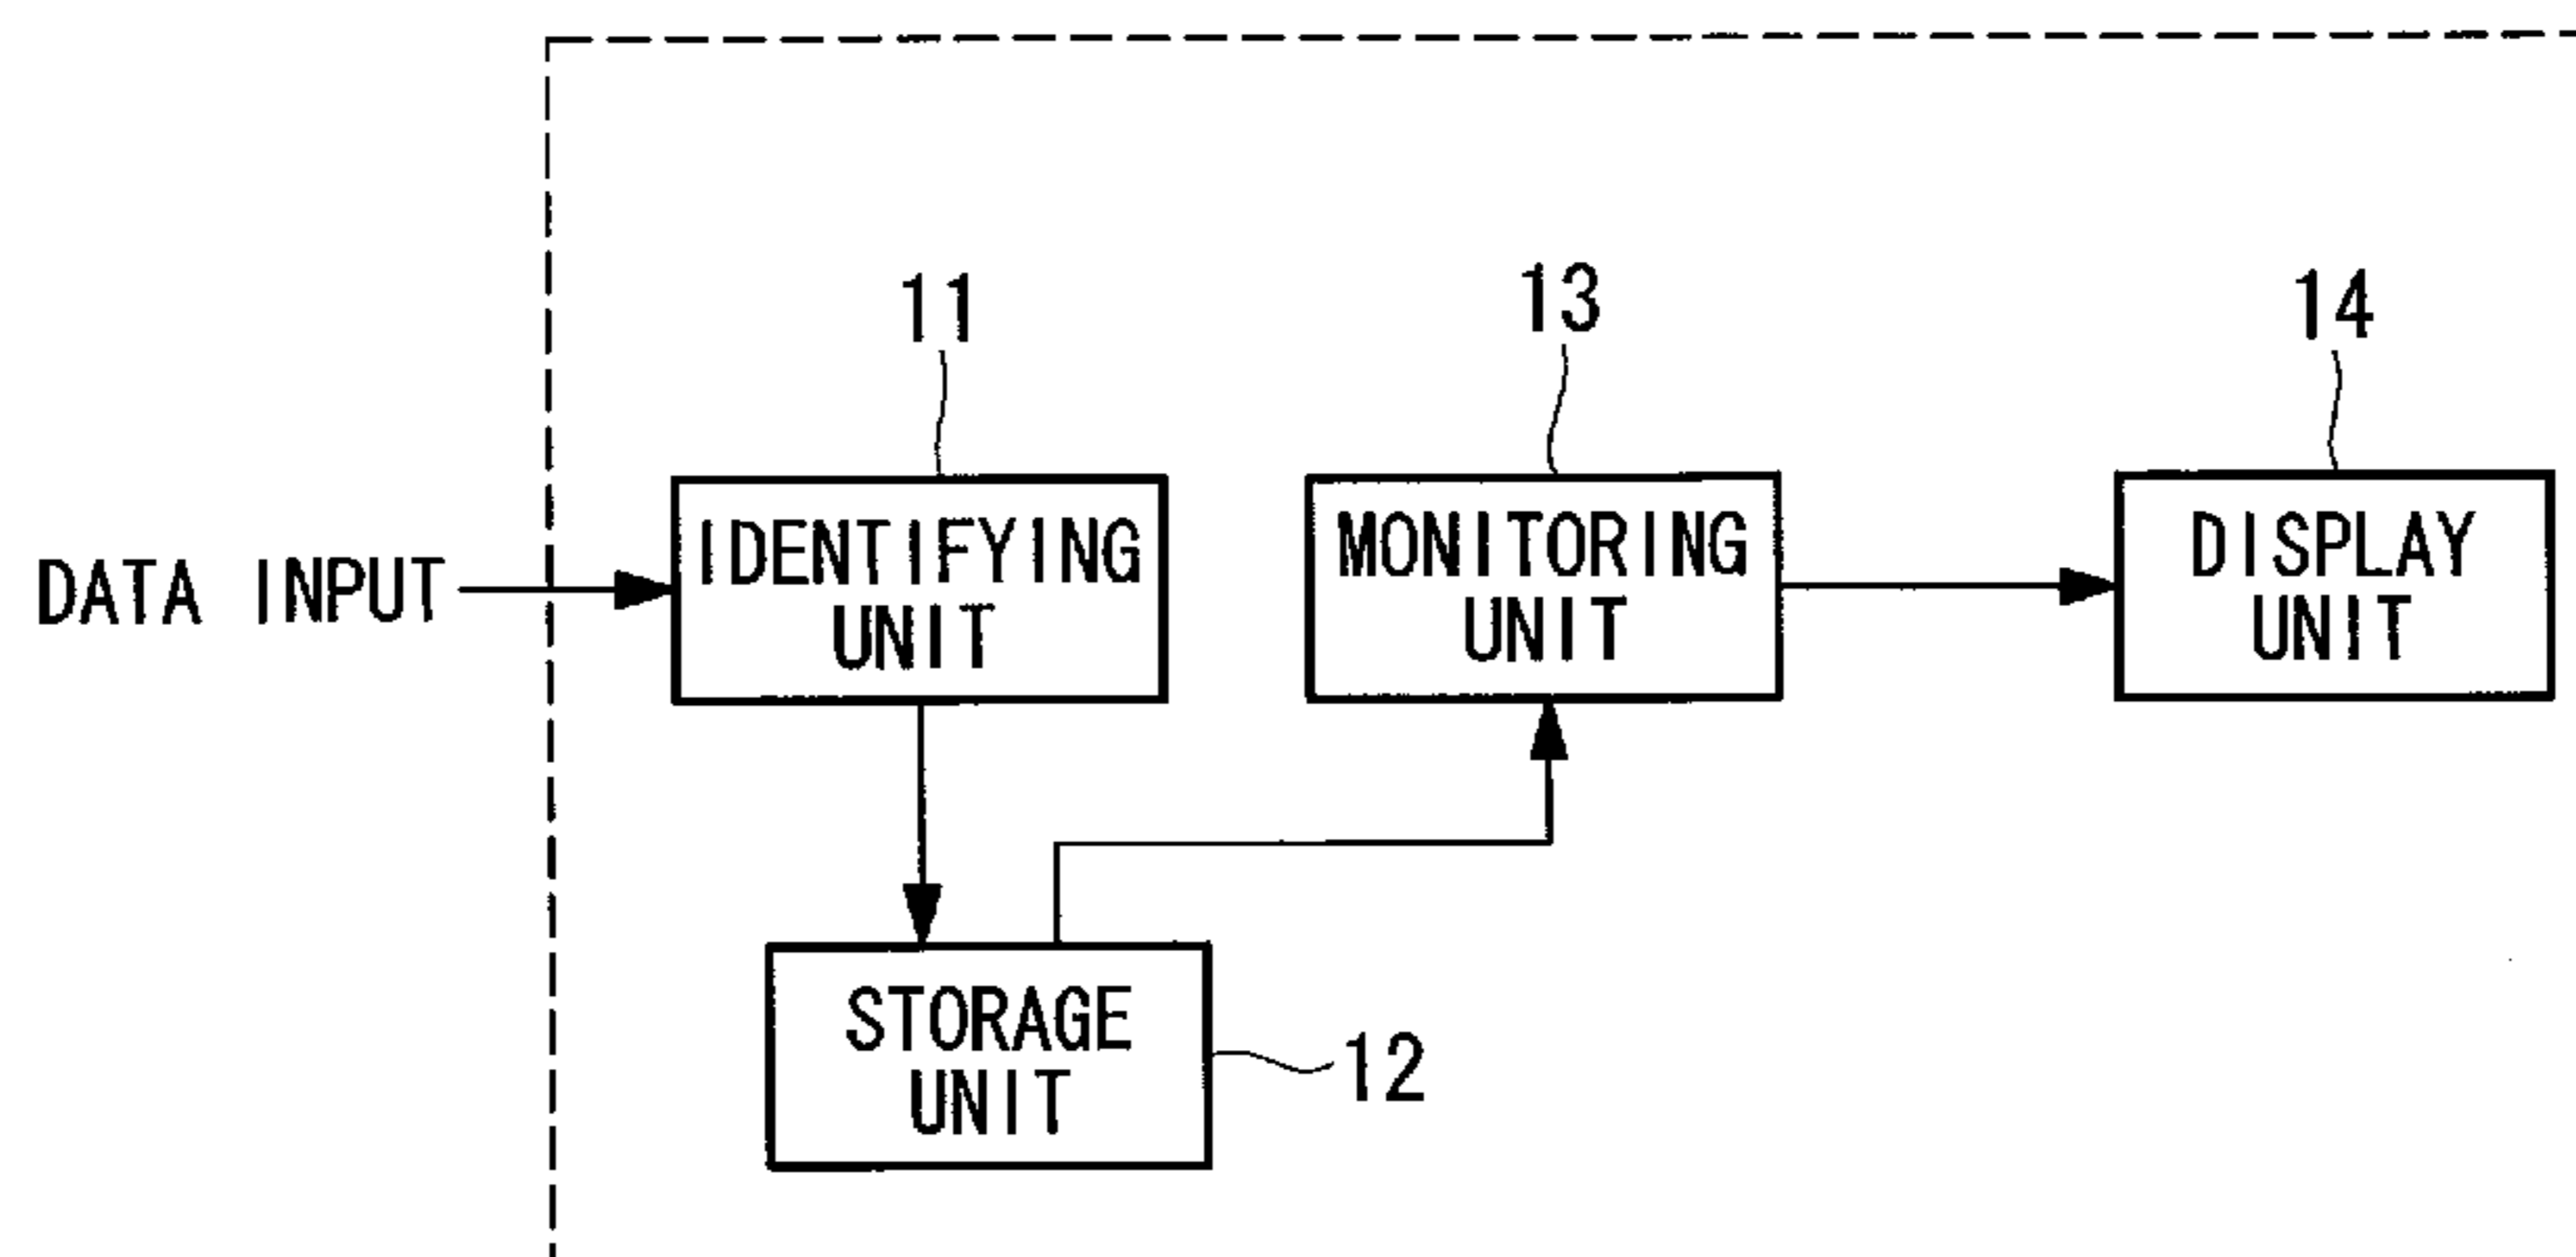 11
13
14
DATA INPUT
IDENTIFYING
UNIT
MONITORING
UNIT
DISPLAY
UNIT
STORAGE
UNIT
12